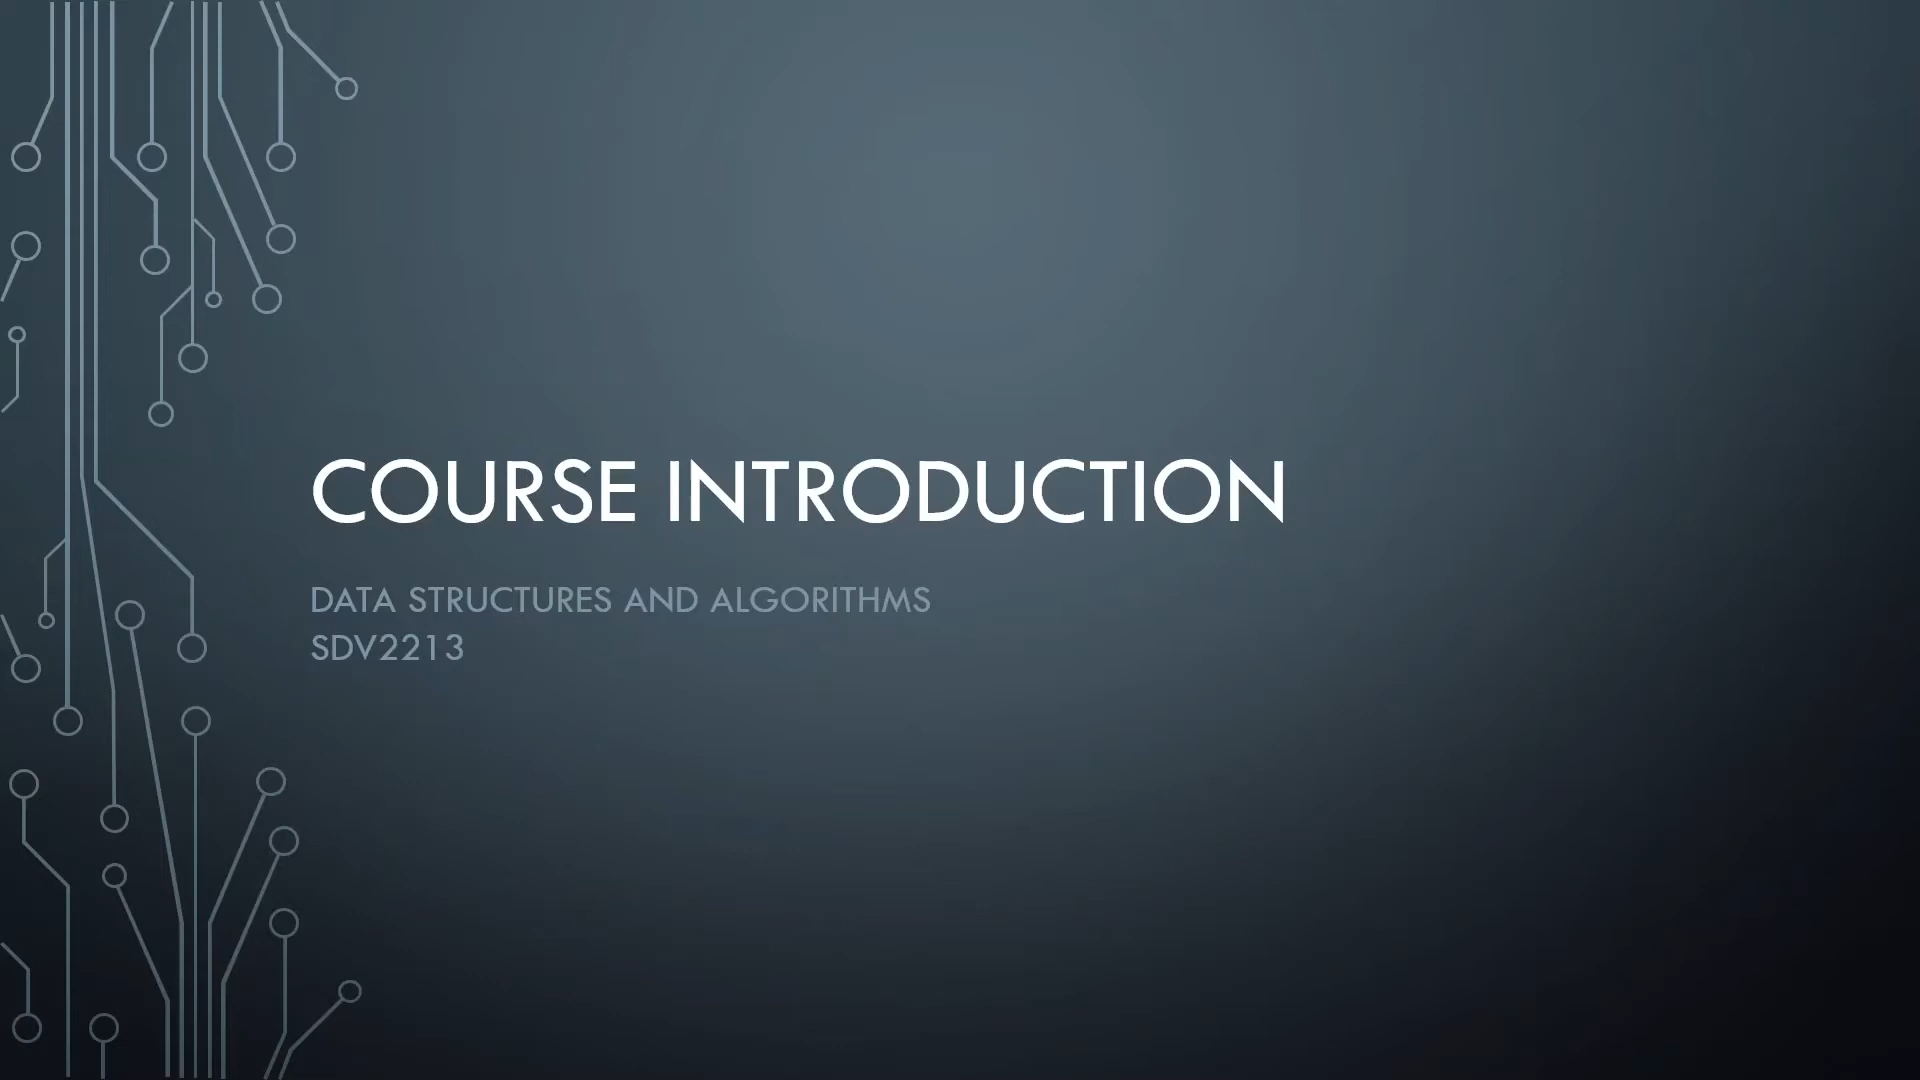 COURSE INTRODUCTION
DATA STRUCTURES AND ALGORITHMS
SDV2213